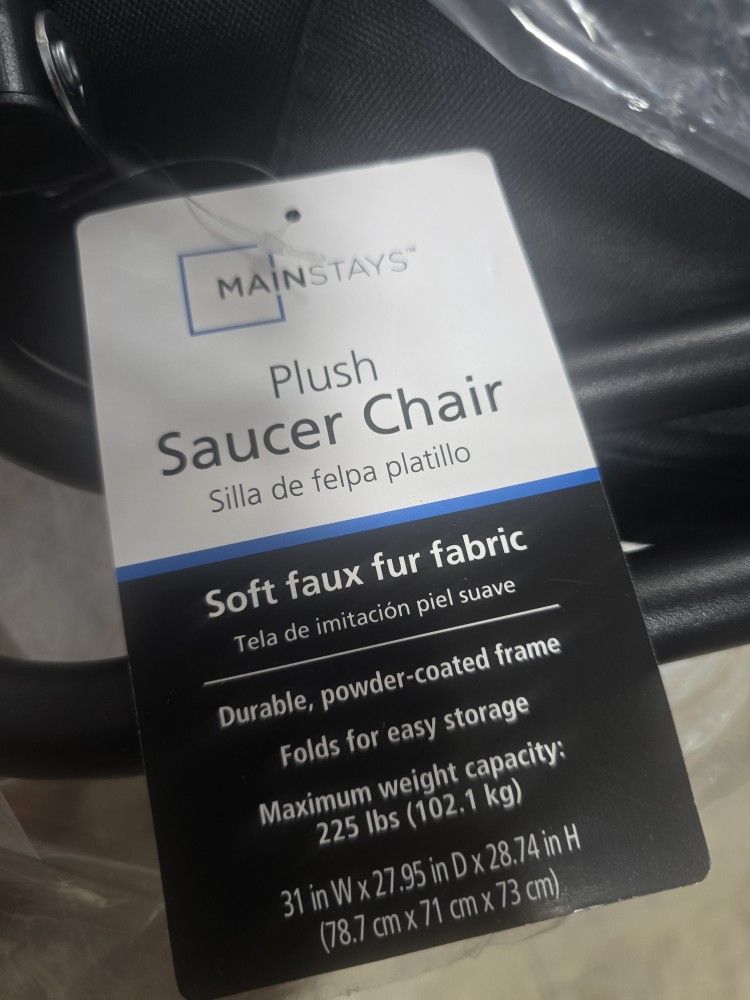 MAINSTAYS™
Plush
Saucer Chair
Silla de felpa platillo
Soft faux fur fabric
Tela de imitación piel suave
Durable, powder-coated frame
Folds for easy storage
Maximum weight capacity:
225 lbs (102.1 kg)
31 in W x 27.95 in D x 28.74 in H
(78.7 cm x 71 cm x 73 cm)